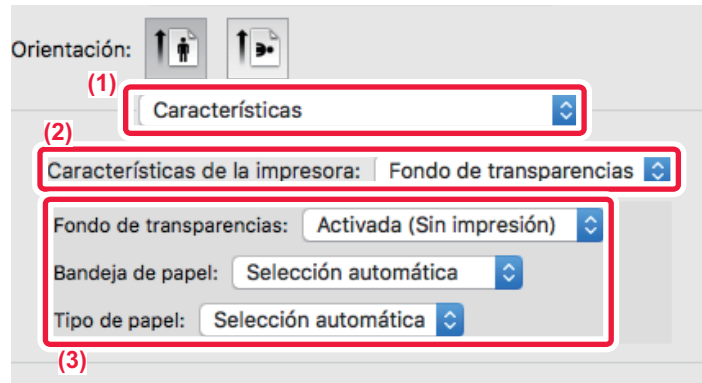 Orientación:
(1)
Características
(2)
Características de la impresora: Fondo de transparencias
Fondo de transparencias: Activada (Sin impresión)
Bandeja de papel: Selección automática
Tipo de papel: Selección automática
(3)